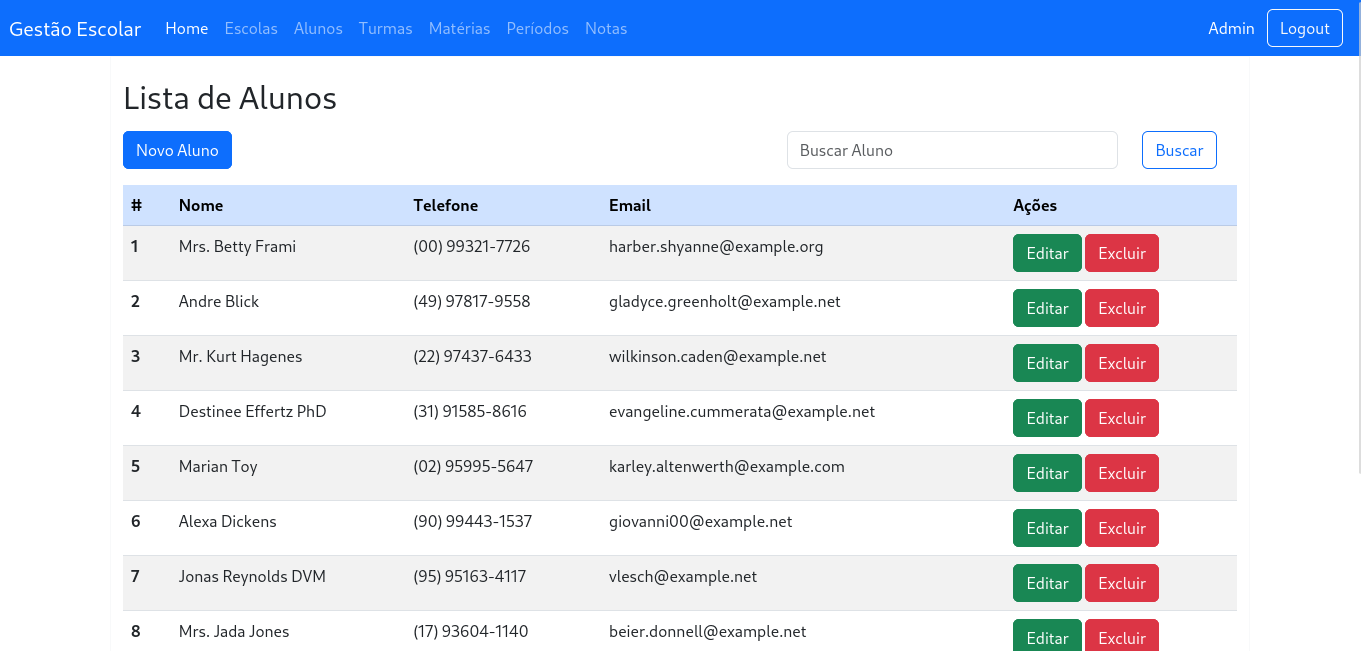 Gestão Escolar Home Escolas Alunos Turmas Matérias Períodos Notas Admin Logout
Lista de Alunos
Novo Aluno Buscar Aluno Buscar
# Nome Telefone Email Ações
1 Mrs. Betty Frami (00) 99321-7726 harber.shyanne@example.org Editar Excluir
2 Andre Blick (49) 97817-9558 gladyce.greenholt@example.net Editar Excluir
3 Mr. Kurt Hagenes (22) 97437-6433 wilkinson.caden@example.net Editar Excluir
4 Destinee Effertz PhD (31) 91585-8616 evangeline.cummerata@example.net Editar Excluir
5 Marian Toy (02) 95995-5647 karley.altenwerth@example.com Editar Excluir
6 Alexa Dickens (90) 99443-1537 giovanni00@example.net Editar Excluir
7 Jonas Reynolds DVM (95) 95163-4117 vlesch@example.net Editar Excluir
8 Mrs. Jada Jones (17) 93604-1140 beier.donnell@example.net Editar Excluir